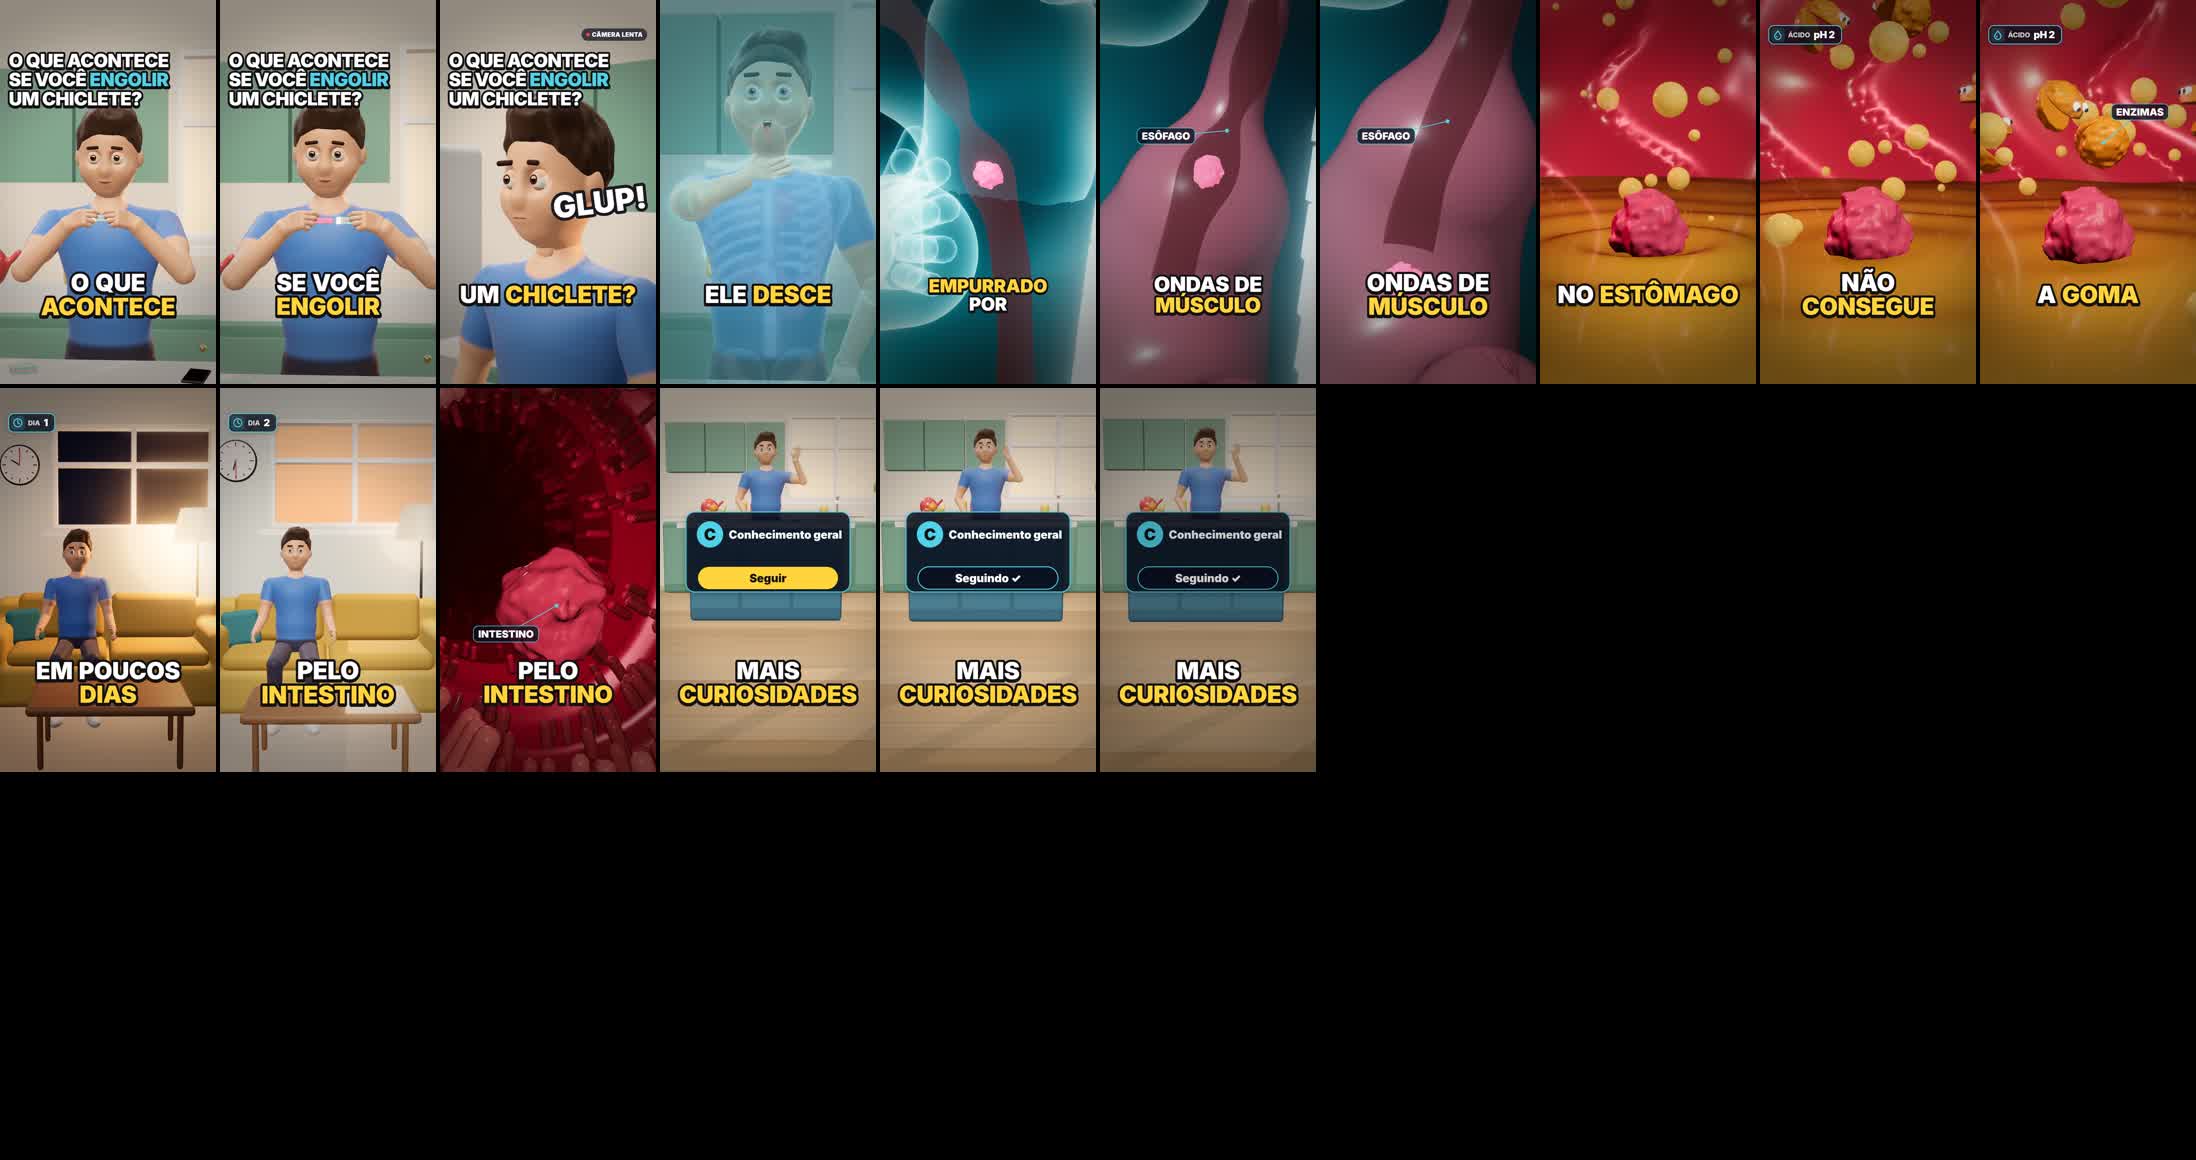 O QUE ACONTECE
SE VOCÊ ENGOLIR
UM CHICLETE?
O QUE
ACONTECE
O QUE ACONTECE
SE VOCÊ ENGOLIR
UM CHICLETE?
SE VOCÊ
ENGOLIR
CÂMERA LENTA
O QUE ACONTECE
SE VOCÊ ENGOLIR
UM CHICLETE?
GLUP!
UM CHICLETE?
ELE DESCE
EMPURRADO
POR
ESÔFAGO
ONDAS DE
MÚSCULO
ESÔFAGO
ONDAS DE
MÚSCULO
NO ESTÔMAGO
ÁCIDO pH 2
NÃO
CONSEGUE
ÁCIDO pH 2
ENZIMAS
A GOMA
DIA 1
EM POUCOS
DIAS
DIA 2
PELO
INTESTINO
INTESTINO
PELO
INTESTINO
C Conhecimento geral
Seguir
MAIS
CURIOSIDADES
C Conhecimento geral
Seguindo ✓
MAIS
CURIOSIDADES
C Conhecimento geral
Seguindo ✓
MAIS
CURIOSIDADES